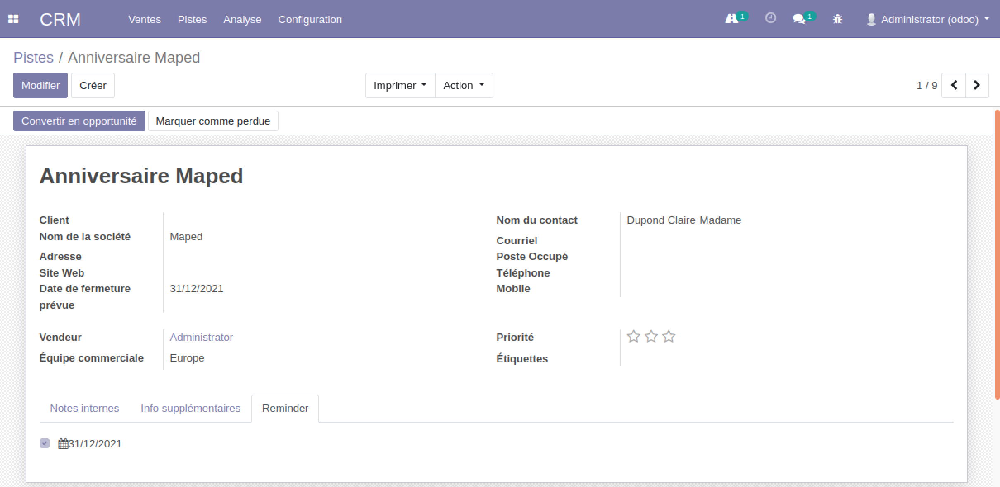 CRM Ventes Pistes Analyse Configuration 1 1 Administrator (odoo)
Pistes / Anniversaire Maped
Modifier Créer Imprimer Action 1 / 9
Convertir en opportunité Marquer comme perdue
Anniversaire Maped
Client
Nom de la société Maped
Adresse
Site Web
Date de fermeture prévue 31/12/2021
Nom du contact Dupond Claire Madame
Courriel
Poste Occupé
Téléphone
Mobile
Vendeur Administrator
Équipe commerciale Europe
Priorité
Étiquettes
Notes internes Info supplémentaires Reminder
31/12/2021